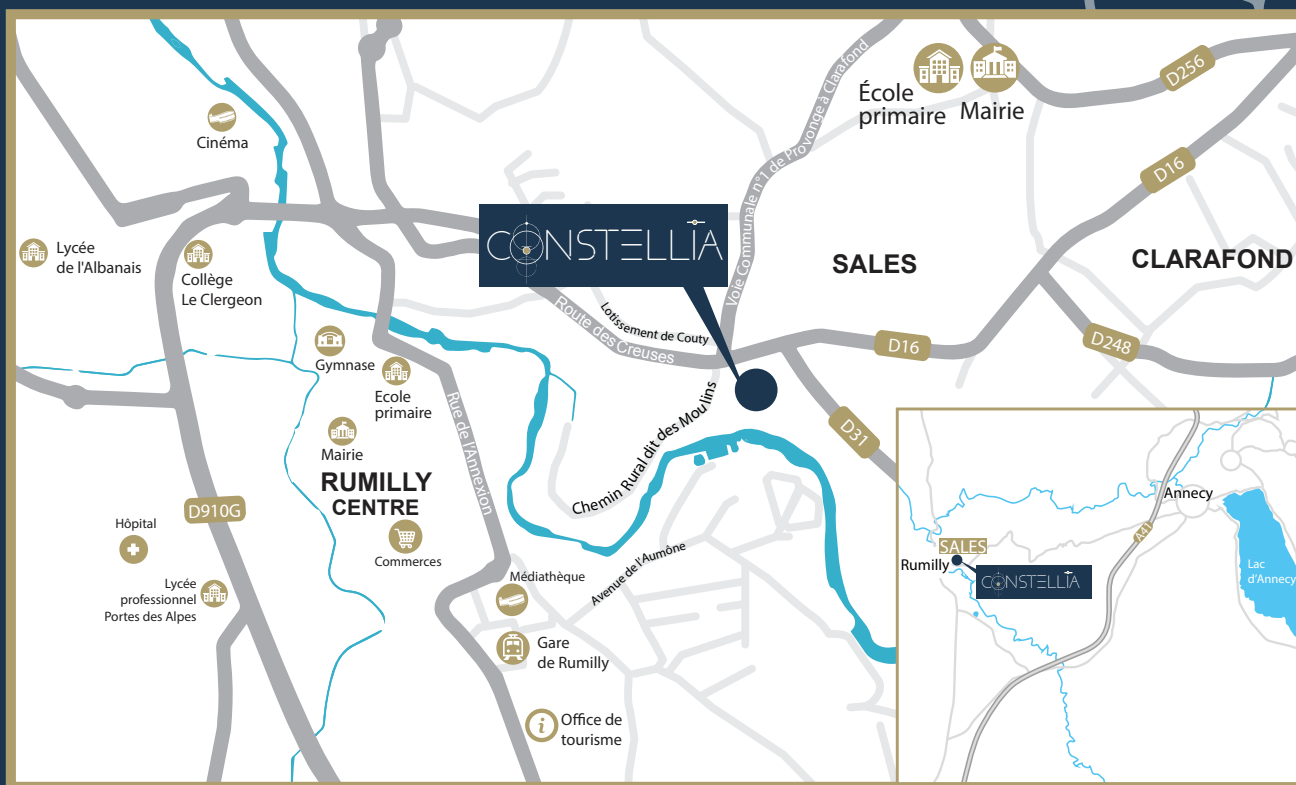 École
primaire
Mairie
D256
Cinéma
Voie Communale n°1 de Provonge à Clarafond
D16
CONSTELLIA
Lycée
de l'Albanais
Collège
Le Clergeon
SALES
CLARAFOND
Lotissement de Couty
Route des Creuses
D16
D248
Gymnase
Ecole
primaire
Rue de l'Annexion
Chemin Rural dit des Moulins
D31
Mairie
RUMILLY
CENTRE
D910G
Hôpital
Commerces
Lycée
professionnel
Portes des Alpes
Médiathèque
Avenue de l'Aumône
Gare
de Rumilly
Office de
tourisme
Annecy
A41
SALES
Rumilly
CONSTELLIA
Lac
d'Annecy